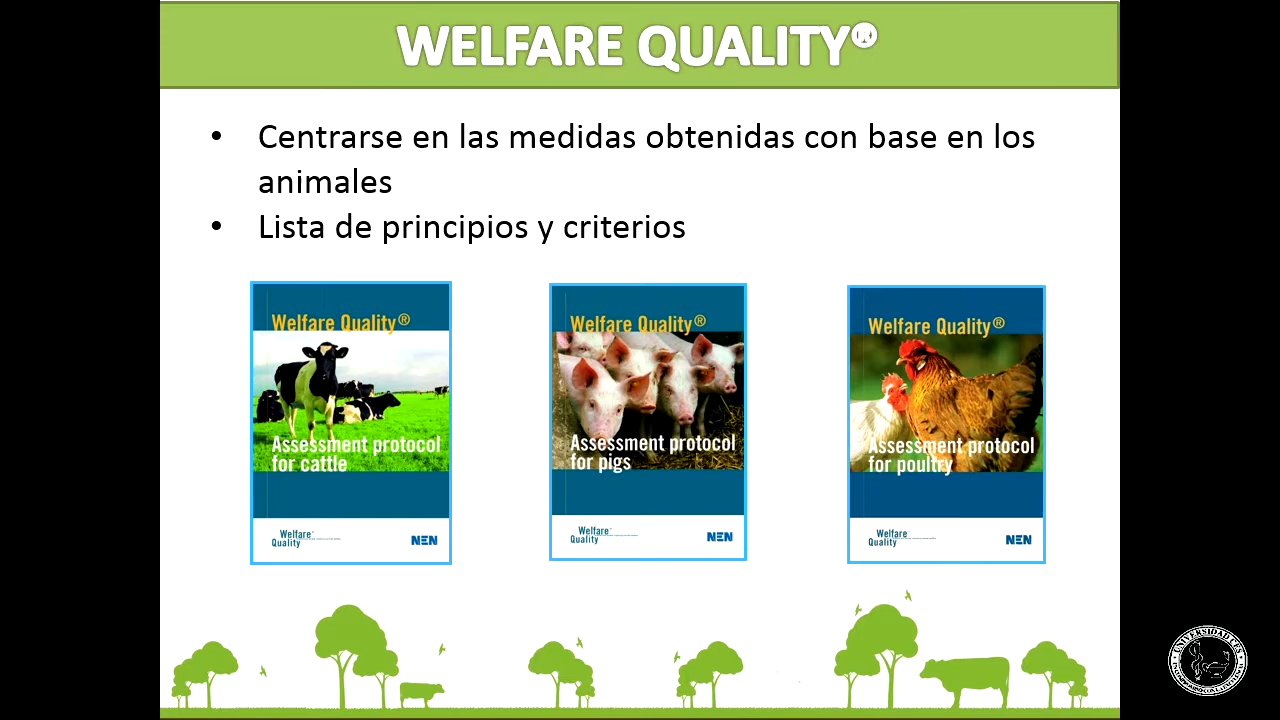 WELFARE QUALITY®
• Centrarse en las medidas obtenidas con base en los
animales
• Lista de principios y criterios
Welfare Quality®
Assessment protocol
for cattle
Welfare Quality
NEN
Welfare Quality®
Assessment protocol
for pigs
Welfare Quality
NEN
Welfare Quality®
Assessment protocol
for poultry
Welfare Quality
NEN